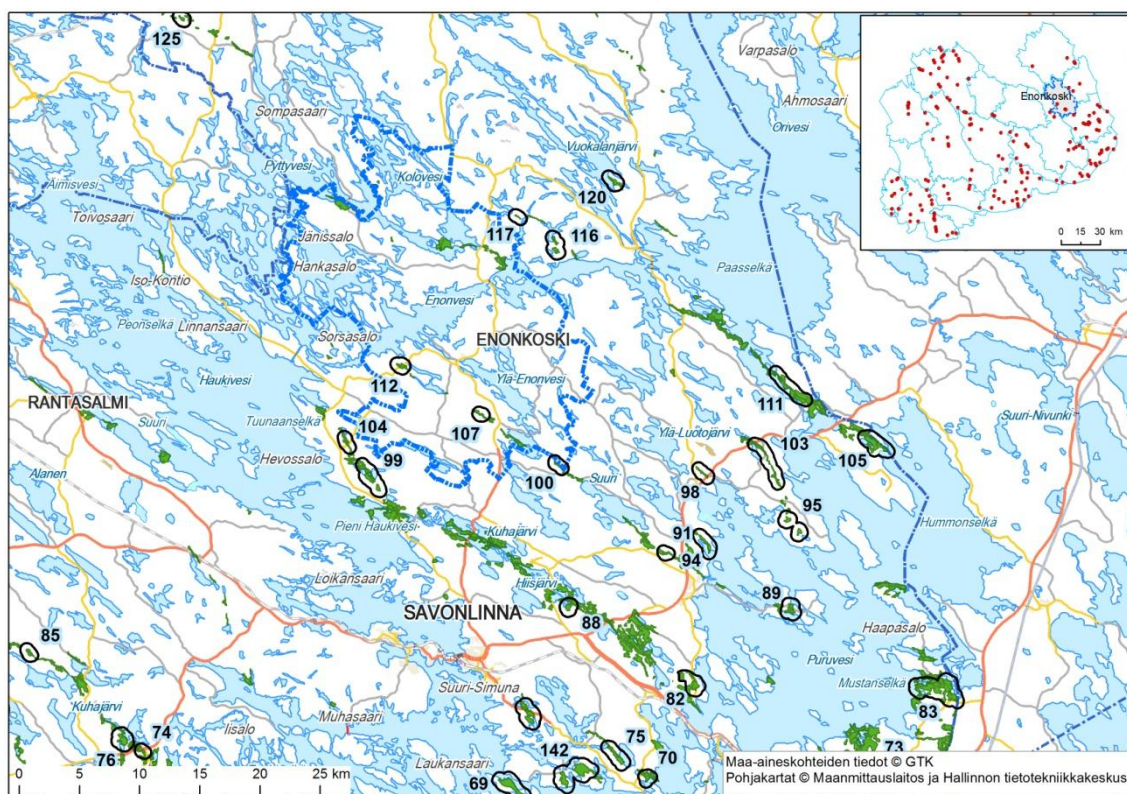 125
Varpasalo
Ahmosaari
Orivesi
Sompasaari
Vuokalanjärvi
Pyttyvesi
Kolovesi
Äimisvesi
Toivosaari
120
117
116
Jänissalo
Hankasalo
Iso-Kontio
Paasselkä
Enonvesi
Peonselkä
Linnansaari
Sorsasalo
ENONKOSKI
Haukivesi
112
Ylä-Enonvesi
111
RANTASALMI
Suuri
Tuunaanselkä
104
107
Ylä-Luotojärvi
103
105
Suuri-Nivunki
Hevossalo
99
100
Suuri
98
Alanen
95
Pieni Haukivesi
Kuhajärvi
91
94
Hummonselkä
Loikansaari
Hiisjärvi
89
SAVONLINNA
88
Haapasalo
85
Puruvesi
Suuri-Simuna
82
Mustanselkä
83
Kuhajärvi
Iisalo
Muhasaari
74
76
142
75
70
73
Laukansaari
69
0 5 10 15 20 25 km
Enonkoski
0 15 30 km
Maa-aineskohteiden tiedot © GTK
Pohjakartat © Maanmittauslaitos ja Hallinnon tietotekniikkakeskus